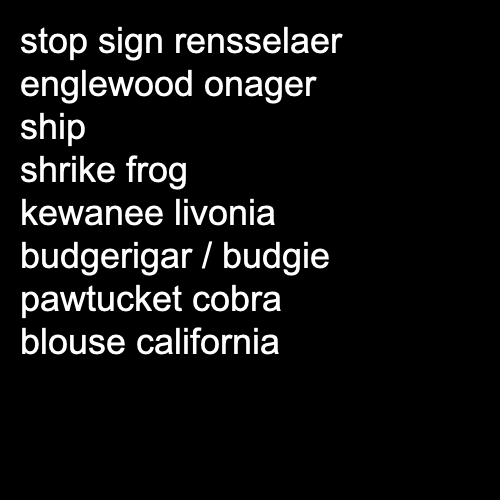 stop sign rensselaer
englewood onager
ship
shrike frog
kewanee livonia
budgerigar / budgie
pawtucket cobra
blouse california